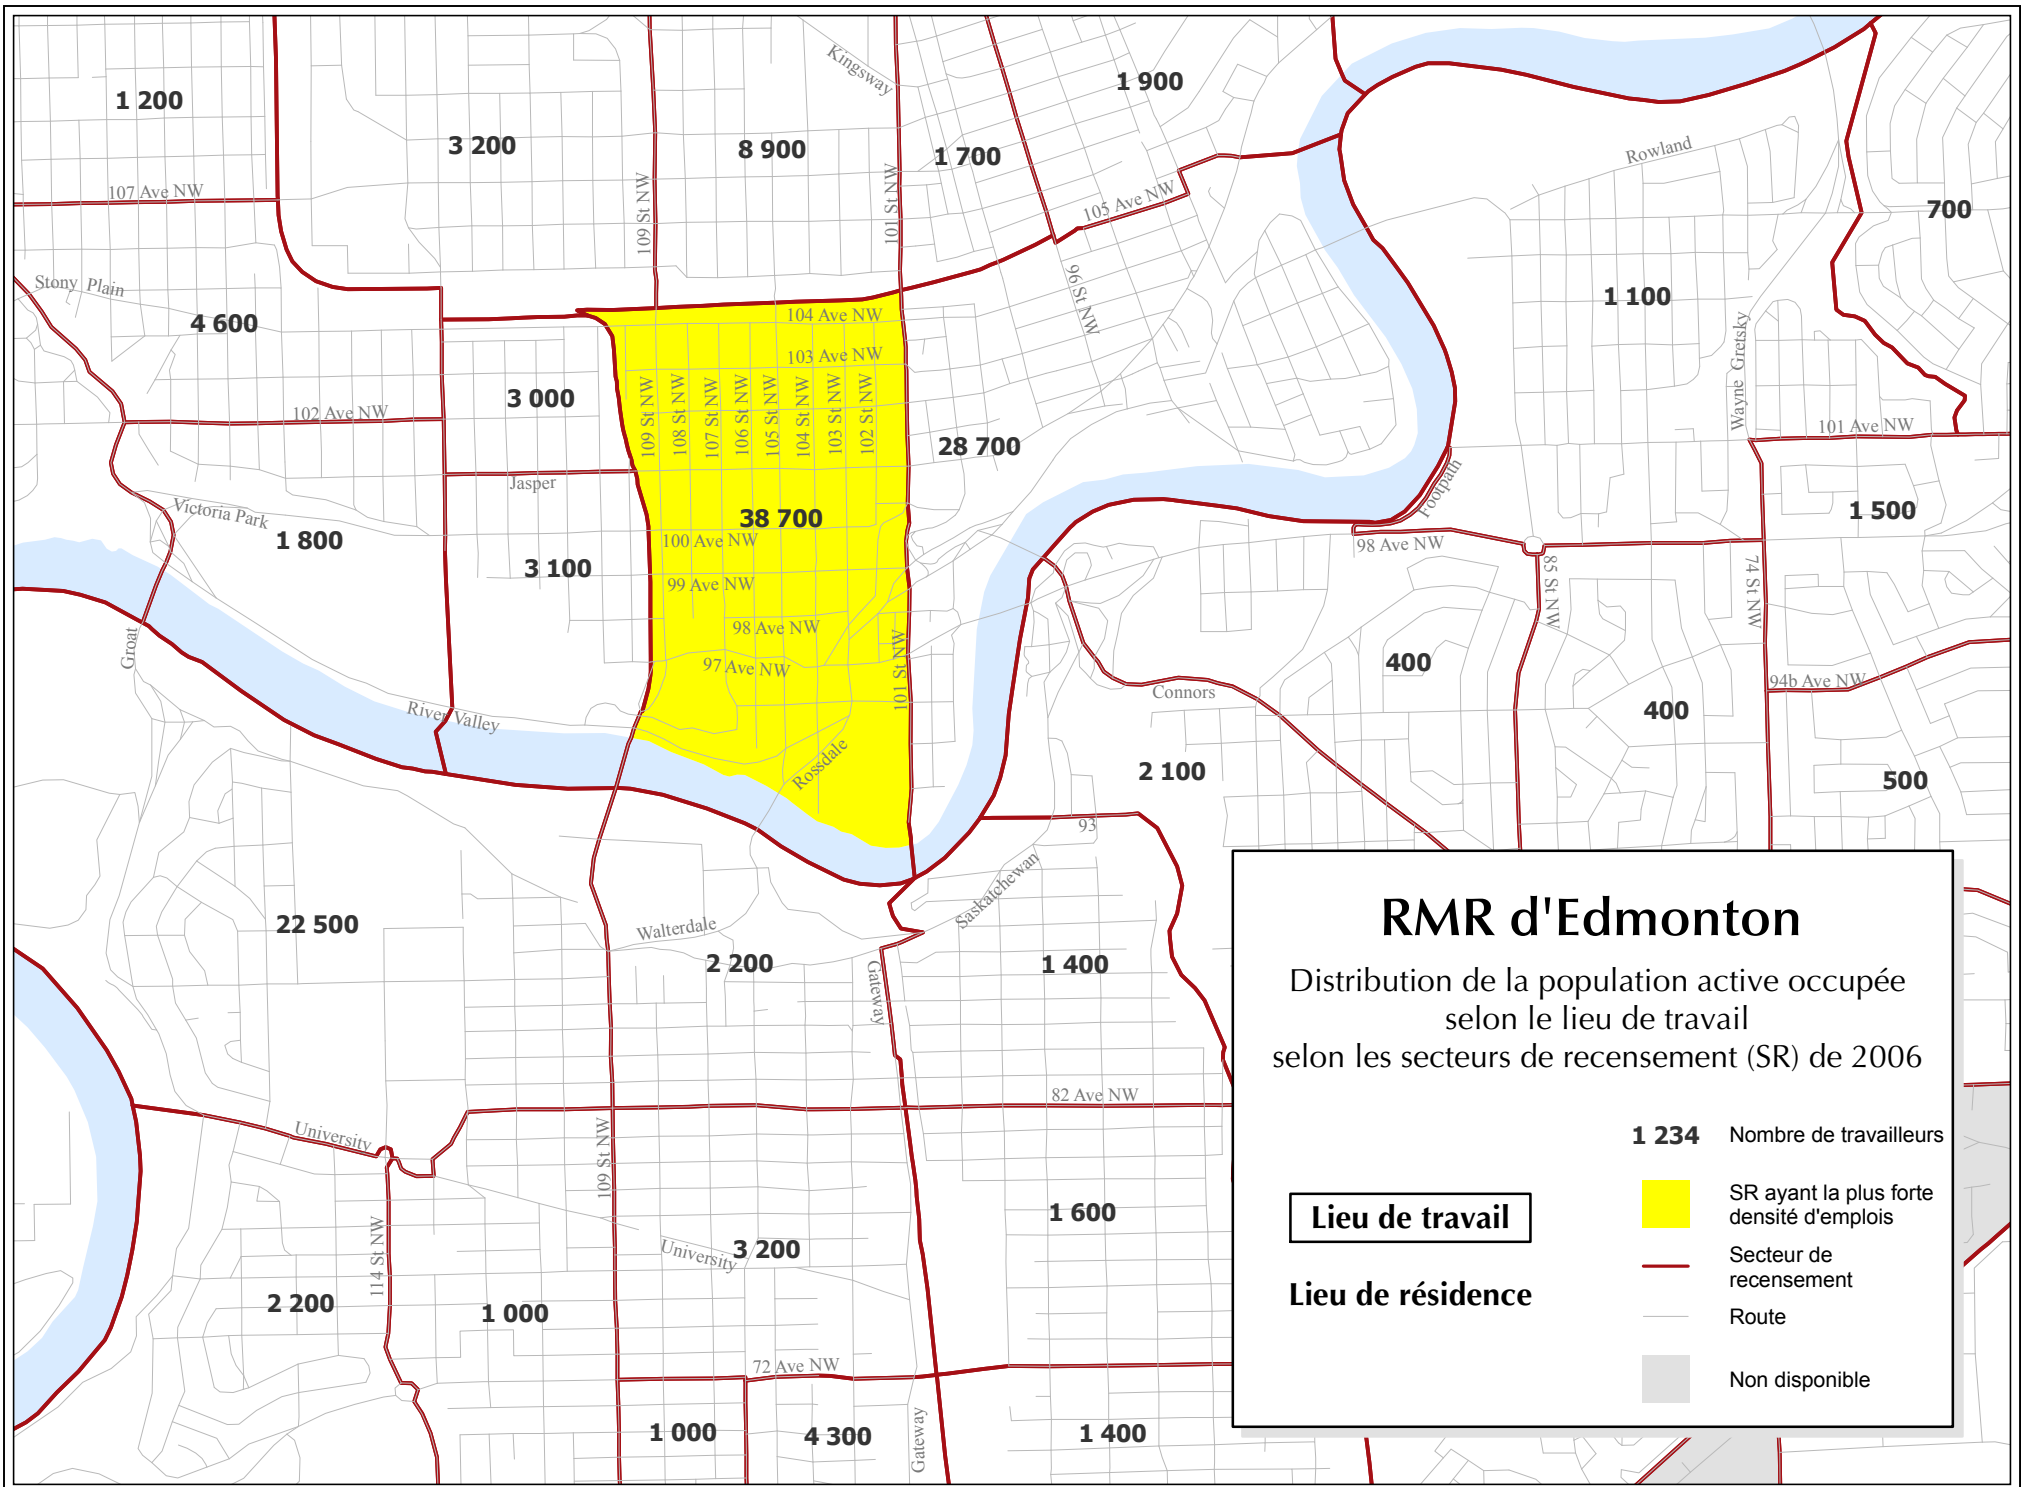 Kingsway
1 900
1 200
3 200
8 900
1 700
Rowland
107 Ave NW
109 St NW
101 St NW
105 Ave NW
700
Stony Plain
96 St NW
1 100
4 600
104 Ave NW
103 Ave NW
Wayne Gretsky
3 000
102 Ave NW
109 St NW
108 St NW
107 St NW
106 St NW
105 St NW
104 St NW
103 St NW
102 St NW
28 700
101 Ave NW
Jasper
Footpath
Victoria Park
38 700
1 500
1 800
100 Ave NW
98 Ave NW
3 100
99 Ave NW
85 St NW
74 St NW
98 Ave NW
Groat
97 Ave NW
101 St NW
400
94b Ave NW
Connors
River Valley
400
Rossdale
2 100
500
93
Saskatchewan
22 500
Walterdale
2 200
Gateway
1 400
RMR d'Edmonton
Distribution de la population active occupée
selon le lieu de travail
selon les secteurs de recensement (SR) de 2006
82 Ave NW
University
109 St NW
1 234 Nombre de travailleurs
1 600
Lieu de travail
SR ayant la plus forte
densité d'emplois
114 St NW
University
3 200
Secteur de
recensement
2 200
1 000
Lieu de résidence
Route
72 Ave NW
Non disponible
1 000
4 300
Gateway
1 400